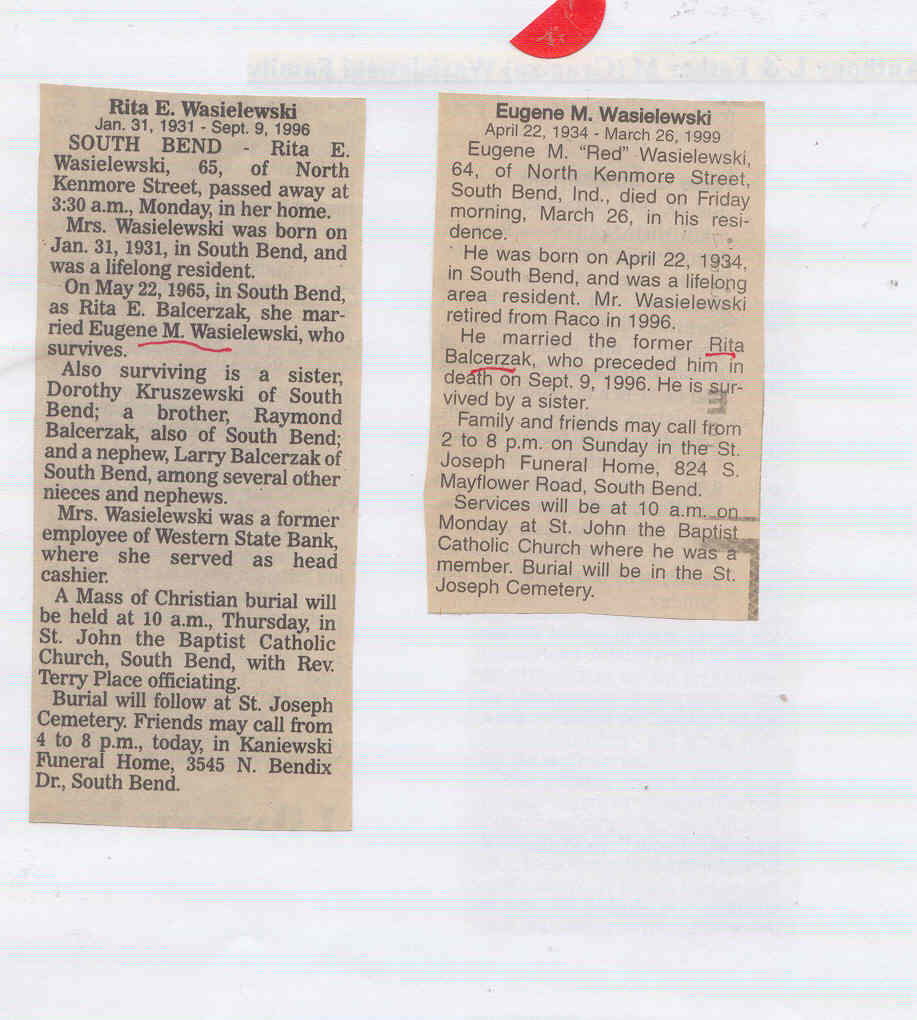 Rita E. Wasielewski
Jan. 31, 1931 - Sept. 9, 1996
SOUTH BEND - Rita E.
Wasielewski, 65, of North
Kenmore Street, passed away at
3:30 a.m., Monday, in her home.
Mrs. Wasielewski was born on
Jan. 31, 1931, in South Bend, and
was a lifelong resident.
On May 22, 1965, in South Bend,
as Rita E. Balcerzak, she mar-
ried Eugene M. Wasielewski, who
survives.
Also surviving is a sister,
Dorothy Kruszewski of South
Bend; a brother, Raymond
Balcerzak, also of South Bend;
and a nephew, Larry Balcerzak of
South Bend, among several other
nieces and nephews.
Mrs. Wasielewski was a former
employee of Western State Bank,
where she served as head
cashier.
A Mass of Christian burial will
be held at 10 a.m., Thursday, in
St. John the Baptist Catholic
Church, South Bend, with Rev.
Terry Place officiating.
Burial will follow at St. Joseph
Cemetery. Friends may call from
4 to 8 p.m., today, in Kaniewski
Funeral Home, 3545 N. Bendix
Dr., South Bend.
Eugene M. Wasielewski
April 22, 1934 - March 26, 1999
Eugene M. “Red” Wasielewski,
64, of North Kenmore Street,
South Bend, Ind., died on Friday
morning, March 26, in his resi-
dence.
He was born on April 22, 1934,
in South Bend, and was a lifelong
area resident. Mr. Wasielewski
retired from Raco in 1996.
He married the former Rita
Balcerzak, who preceded him in
death on Sept. 9, 1996. He is sur-
vived by a sister.
Family and friends may call from
2 to 8 p.m. on Sunday in the St.
Joseph Funeral Home, 824 S.
Mayflower Road, South Bend.
Services will be at 10 a.m. on
Monday at St. John the Baptist
Catholic Church where he was a
member. Burial will be in the St.
Joseph Cemetery.